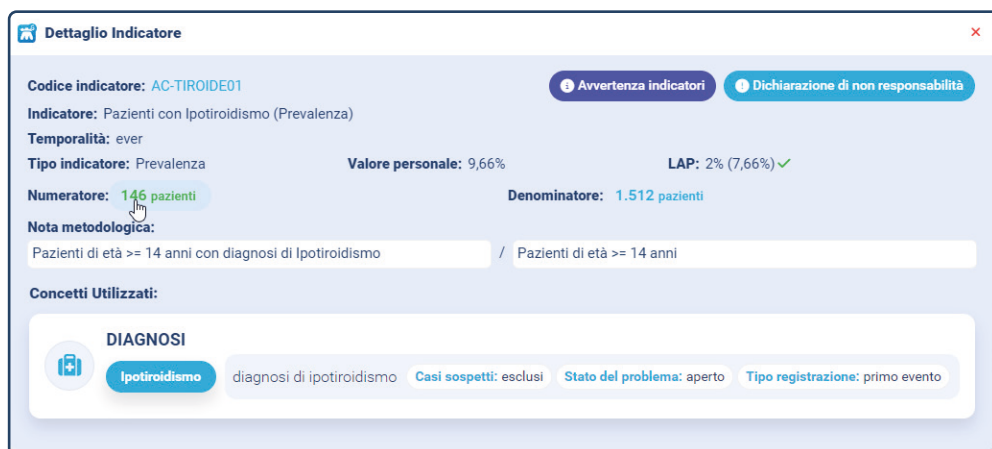 Dettaglio Indicatore
Codice indicatore: AC-TIROIDE01
Avvertenza indicatori
Dichiarazione di non responsabilità
Indicatore: Pazienti con Ipotiroidismo (Prevalenza)
Temporalità: ever
Tipo indicatore: Prevalenza
Valore personale: 9,66%
LAP: 2% (7,66%)
Numeratore: 146 pazienti
Denominatore: 1.512 pazienti
Nota metodologica:
Pazienti di età >= 14 anni con diagnosi di Ipotiroidismo / Pazienti di età >= 14 anni
Concetti Utilizzati:
DIAGNOSI
Ipotiroidismo diagnosi di ipotiroidismo Casi sospetti: esclusi Stato del problema: aperto Tipo registrazione: primo evento